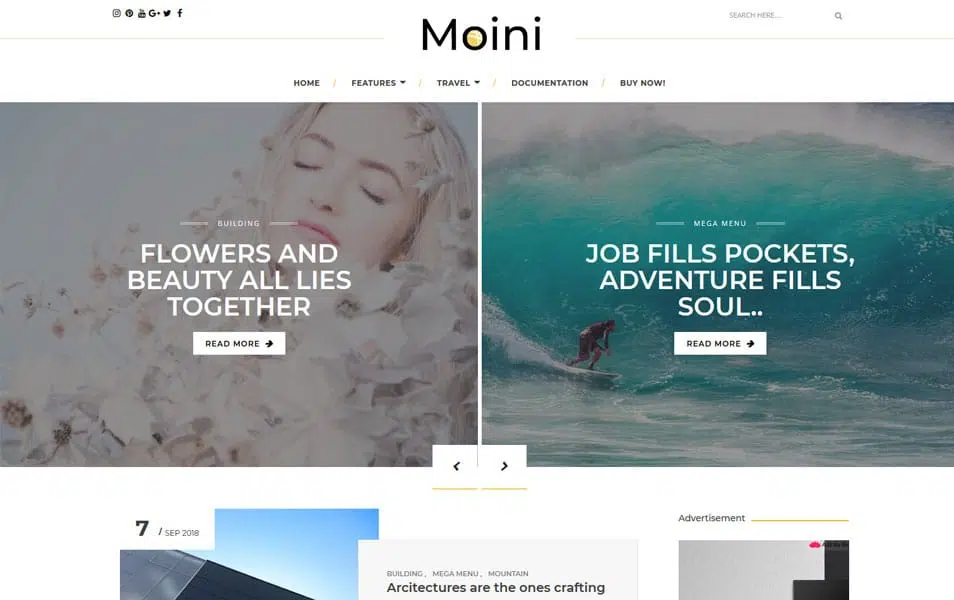 SEARCH HERE....
Moini
HOME / FEATURES / TRAVEL / DOCUMENTATION / BUY NOW!
BUILDING
FLOWERS AND
BEAUTY ALL LIES
TOGETHER
READ MORE
MEGA MENU
JOB FILLS POCKETS,
ADVENTURE FILLS
SOUL..
READ MORE
7 / SEP 2018
BUILDING , MEGA MENU , MOUNTAIN
Arcitectures are the ones crafting
Advertisement